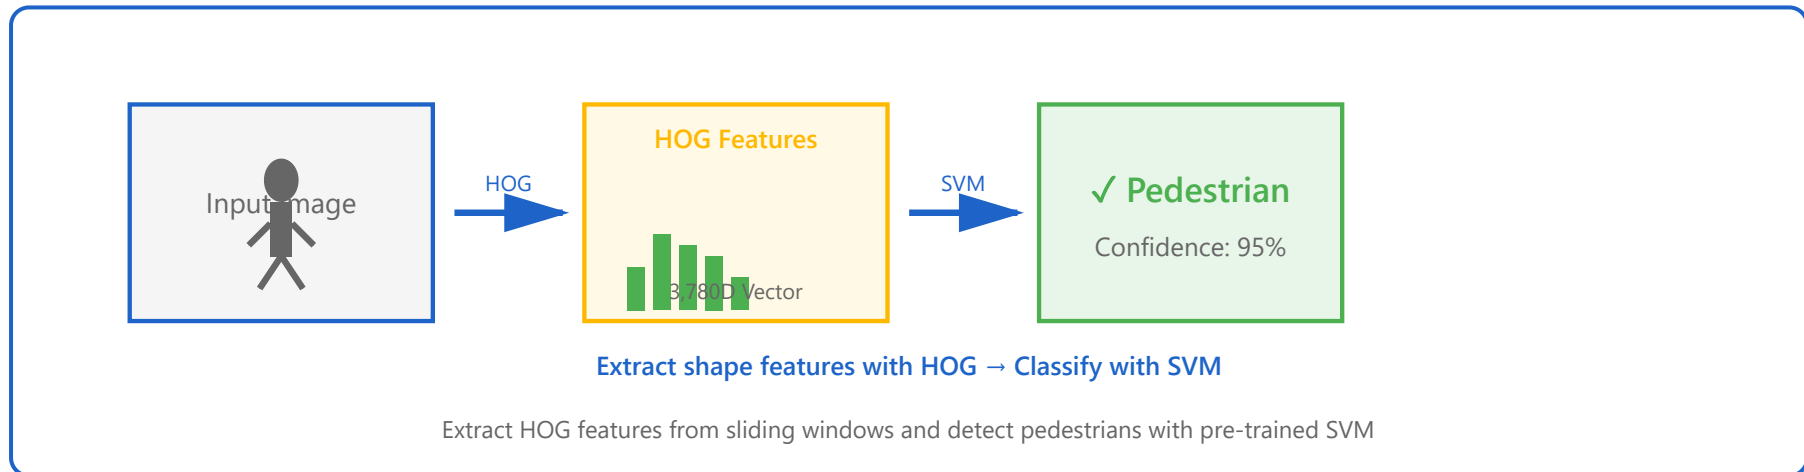 Input Image
HOG
HOG Features
3,780D Vector
SVM
✓ Pedestrian
Confidence: 95%
Extract shape features with HOG → Classify with SVM
Extract HOG features from sliding windows and detect pedestrians with pre-trained SVM